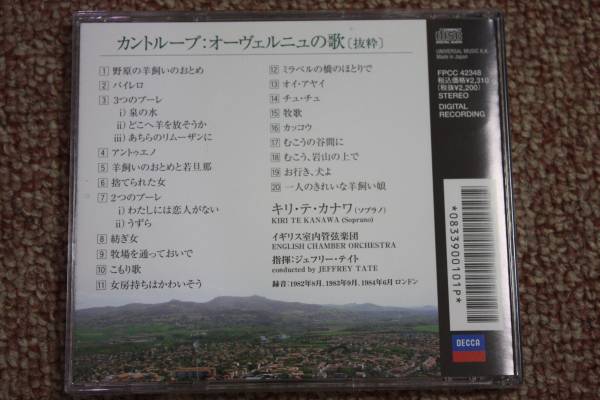 カントルーブ:オーヴェルニュの歌〔抜粋〕
1 野原の羊飼いのおとめ
2 バイレロ
3 3つのブーレ
i) 泉の水
ii) どこへ羊を放そうか
iii) あちらのリムーザンに
4 アントゥエノ
5 羊飼いのおとめと若旦那
6 捨てられた女
7 2つのブーレ
i) わたしには恋人がない
ii) うずら
8 紡ぎ女
9 牧場を通っておいで
10 こもり歌
11 女房持ちはかわいそう
12 ミラベルの橋のほとりで
13 オイ・アヤイ
14 チュ・チュ
15 牧歌
16 カッコウ
17 むこうの谷間に
18 むこう、岩山の上で
19 お行き、犬よ
20 一人のきれいな羊飼い娘
キリ・テ・カナワ(ソプラノ)
KIRI TE KANAWA (Soprano)
イギリス室内管弦楽団
ENGLISH CHAMBER ORCHESTRA
指揮:ジェフリー・テイト
conducted by JEFFREY TATE
録音:1982年8月、1983年9月、1984年6月 ロンドン
DIGITAL AUDIO
UNIVERSAL MUSIC K.K.
Made in Japan
FPCC 42348
税込価格¥2,310
(税抜¥2,200)
STEREO
DIGITAL
RECORDING
*0833900101P*
DECCA